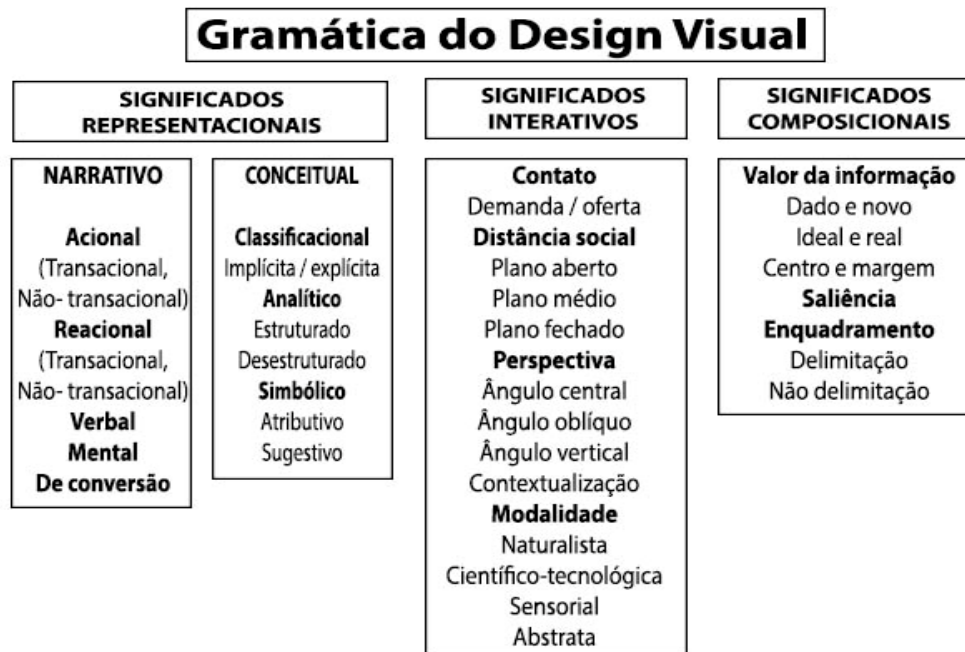 Gramática do Design Visual
SIGNIFICADOS
REPRESENTACIONAIS
NARRATIVO
Acional
(Transacional,
Não- transacional)
Reacional
(Transacional,
Não- transacional)
Verbal
Mental
De conversão
CONCEITUAL
Classificacional
Implícita / explícita
Analítico
Estruturado
Desestruturado
Simbólico
Atributivo
Sugestivo
SIGNIFICADOS
INTERATIVOS
Contato
Demanda / oferta
Distância social
Plano aberto
Plano médio
Plano fechado
Perspectiva
Ângulo central
Ângulo oblíquo
Ângulo vertical
Contextualização
Modalidade
Naturalista
Científico-tecnológica
Sensorial
Abstrata
SIGNIFICADOS
COMPOSICIONAIS
Valor da informação
Dado e novo
Ideal e real
Centro e margem
Saliência
Enquadramento
Delimitação
Não delimitação